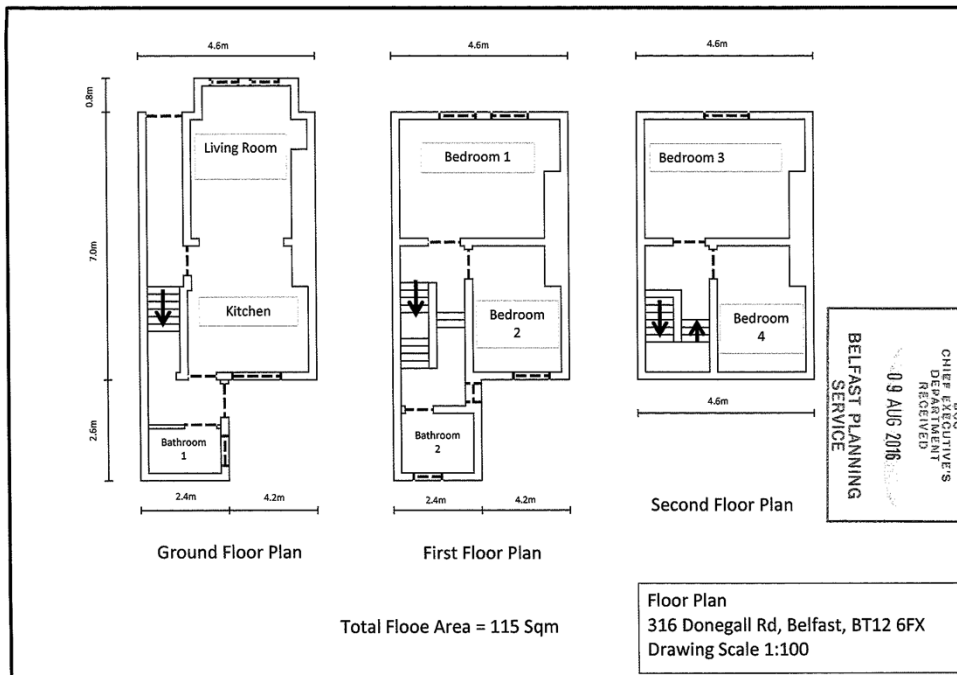 4.6m
4.6m
4.6m
0.8m
7.0m
2.6m
Living Room
Kitchen
Bathroom
1
2.4m
4.2m
Ground Floor Plan
Bedroom 1
Bedroom
2
Bathroom
2
2.4m
4.2m
First Floor Plan
Bedroom 3
Bedroom
4
4.6m
Second Floor Plan
CHIEF EXECUTIVE'S
DEPARTMENT
RECEIVED
09 AUG 2016
BELFAST PLANNING
SERVICE
Total Flooe Area = 115 Sqm
Floor Plan
316 Donegall Rd, Belfast, BT12 6FX
Drawing Scale 1:100